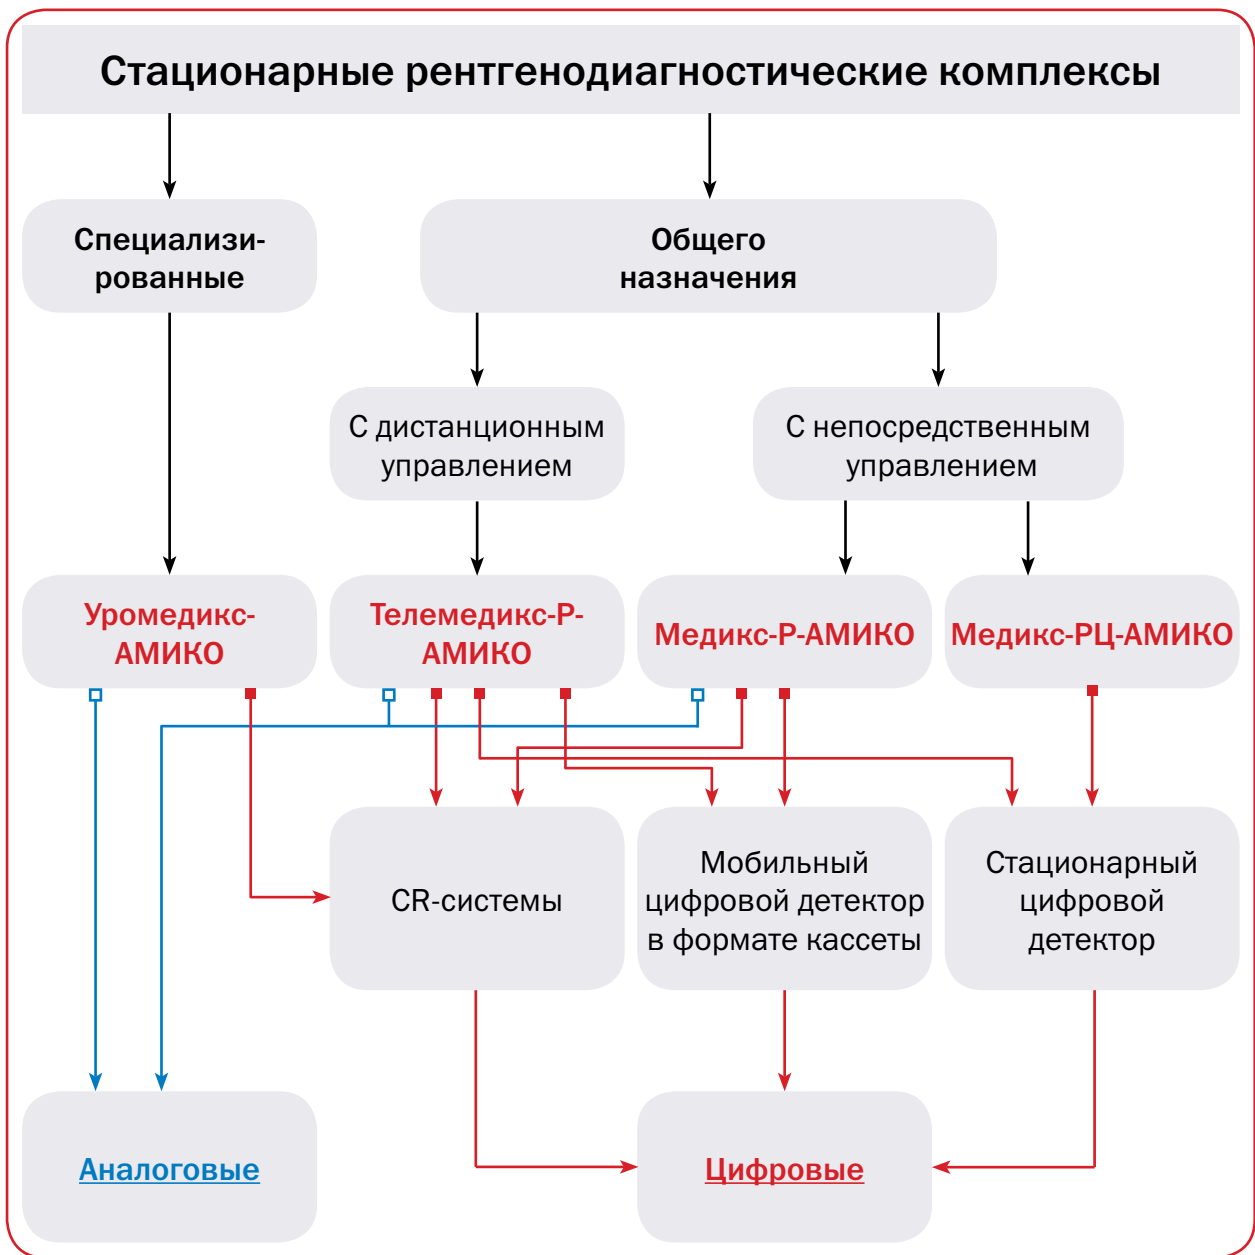 Стационарные рентгенодиагностические комплексы
Специализи-
рованные
Общего
назначения
С дистанционным
управлением
С непосредственным
управлением
Уромедикс-
АМИКО
Телемедикс-Р-
АМИКО
Медикс-Р-АМИКО
Медикс-РЦ-АМИКО
CR-системы
Мобильный
цифровой детектор
в формате кассеты
Стационарный
цифровой
детектор
Аналоговые
Цифровые